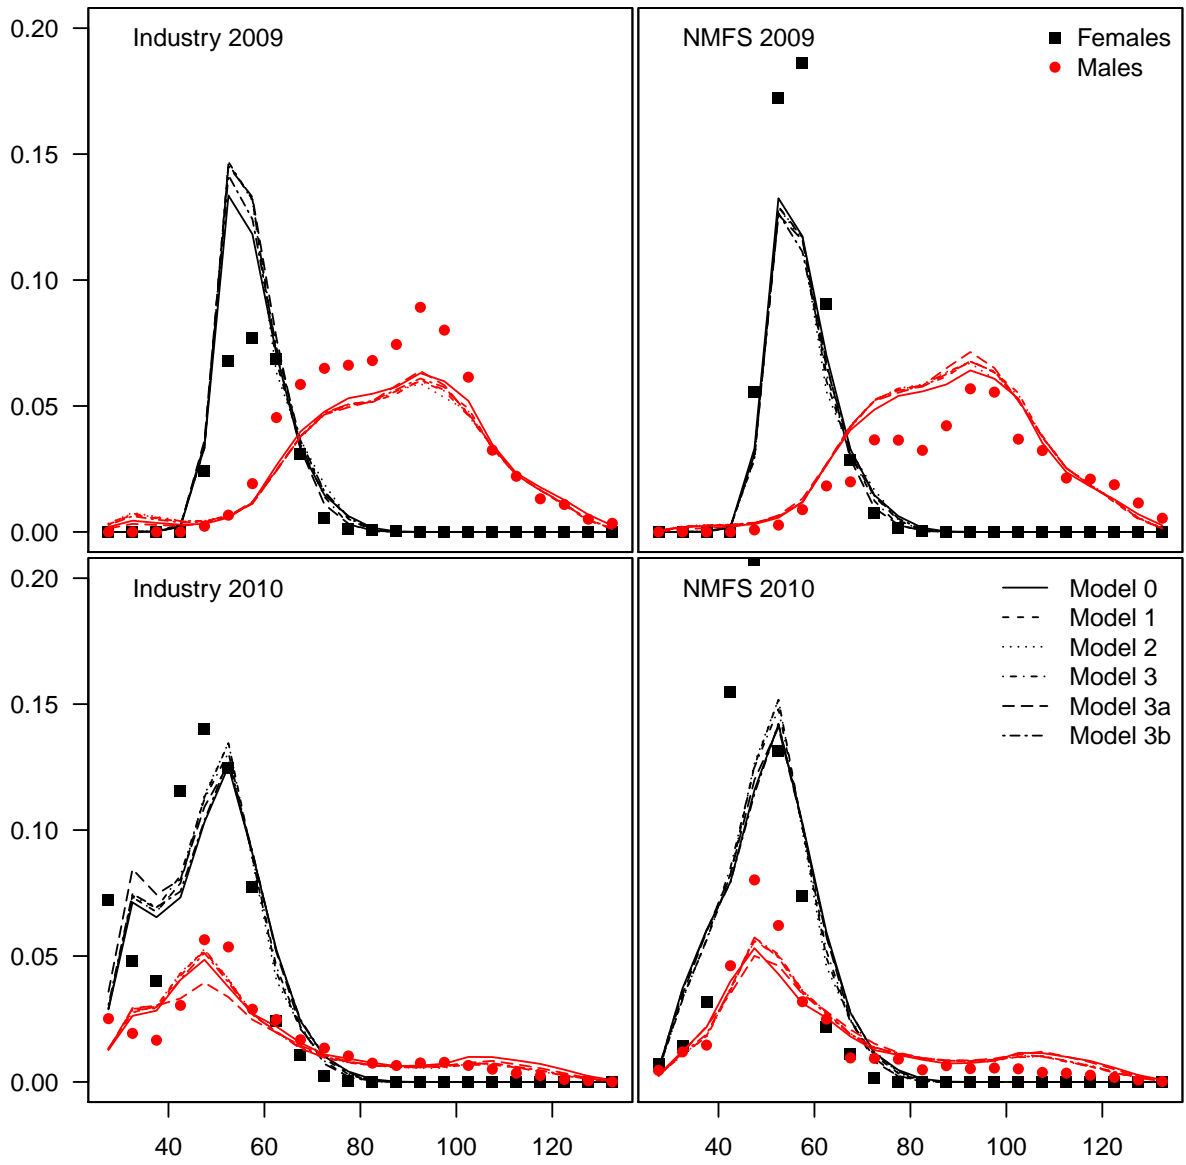 0.20
0.15
0.10
0.05
0.00
Industry 2009
NMFS 2009
Females
Males
0.20
0.15
0.10
0.05
0.00
Industry 2010
NMFS 2010
Model 0
Model 1
Model 2
Model 3
Model 3a
Model 3b
40 60 80 100 120
40 60 80 100 120